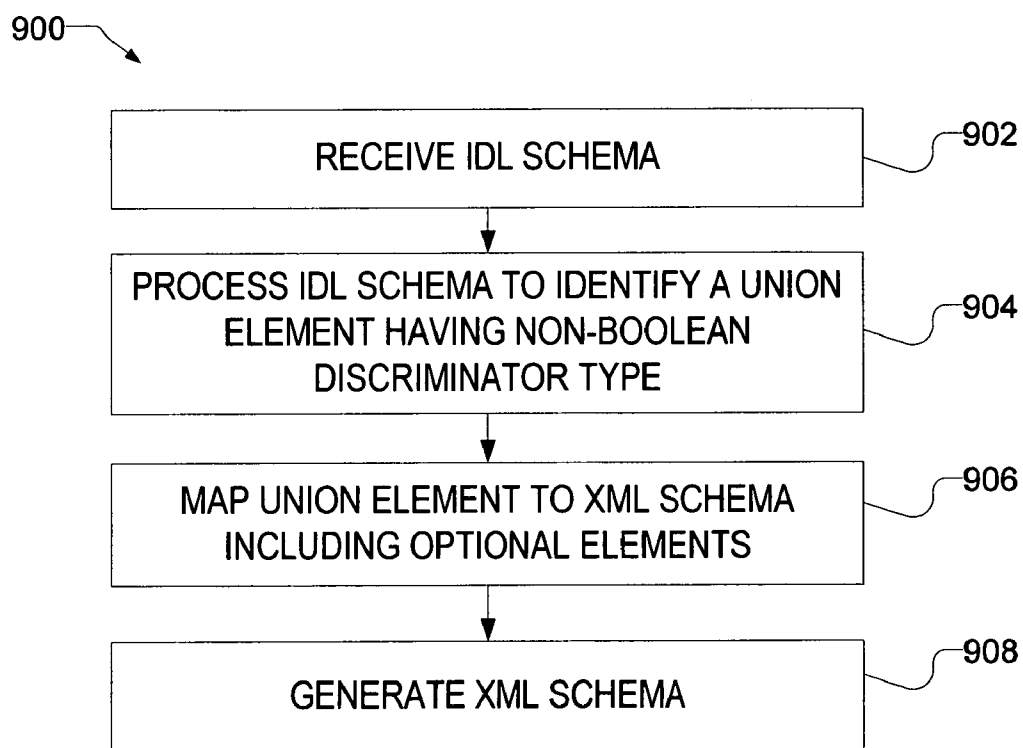 900
RECEIVE IDL SCHEMA
902
PROCESS IDL SCHEMA TO IDENTIFY A UNION
ELEMENT HAVING NON-BOOLEAN
DISCRIMINATOR TYPE
904
MAP UNION ELEMENT TO XML SCHEMA
INCLUDING OPTIONAL ELEMENTS
906
GENERATE XML SCHEMA
908